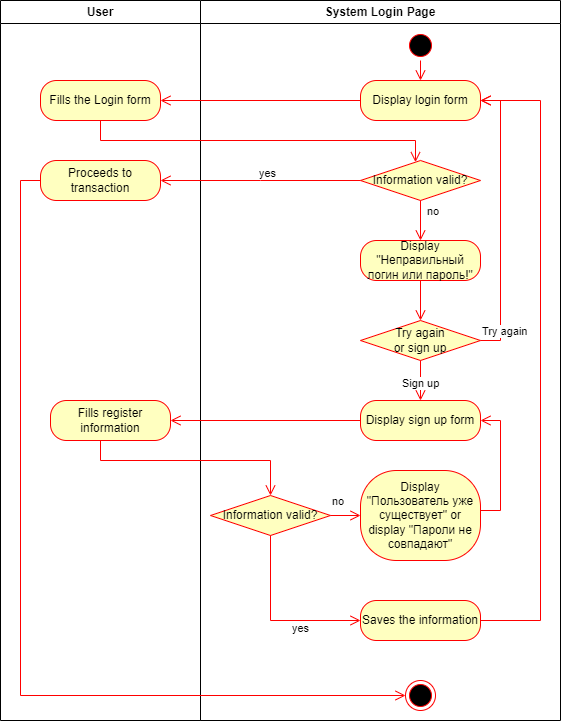 User
System Login Page
Fills the Login form
Display login form
Proceeds to
transaction
yes
Information valid?
no
Display
"Неправильный
логин или пароль!"
Try again
or sign up
Try again
Sign up
Fills register
information
Display sign up form
Information valid?
no
Display
"Пользователь уже
существует" or
display "Пароли не
совпадают"
yes
Saves the information